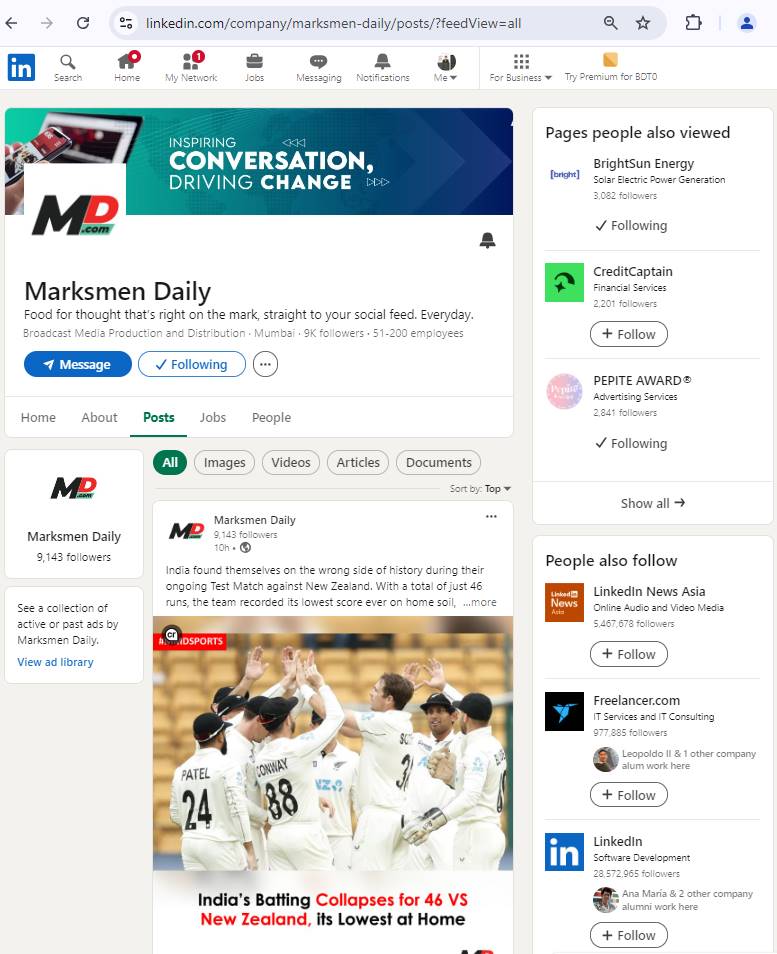 linkedin.com/company/marksmen-daily/posts/?feedView=all
in
Search
Home
1
My Network
Jobs
Messaging
Notifications
Me
For Business
Try Premium for BDT0
INSPIRING
CONVERSATION,
DRIVING CHANGE
MD
.com
Marksmen Daily
Food for thought that's right on the mark, straight to your social feed. Everyday.
Broadcast Media Production and Distribution · Mumbai · 9K followers · 51-200 employees
Message
Following
Home
About
Posts
Jobs
People
MD
.com
Marksmen Daily
9,143 followers
See a collection of
active or past ads by
Marksmen Daily.
View ad library
All
Images
Videos
Articles
Documents
Sort by: Top
MD
.com
Marksmen Daily
9,143 followers
10h •
India found themselves on the wrong side of history during their
ongoing Test Match against New Zealand. With a total of just 46
runs, the team recorded its lowest score ever on home soil, ...more
PATEL
24
CONWAY
88
NZ
India's Batting Collapses for 46 VS
New Zealand, its Lowest at Home
Pages people also viewed
[bright]
BrightSun Energy
Solar Electric Power Generation
3,082 followers
Following
CreditCaptain
Financial Services
2,201 followers
+ Follow
PEPITE AWARD®
Advertising Services
2,841 followers
Following
Show all →
People also follow
Linked in
News
Asia
LinkedIn News Asia
Online Audio and Video Media
5,467,678 followers
+ Follow
Freelancer.com
IT Services and IT Consulting
977,885 followers
Leopoldo II & 1 other company
alum work here
+ Follow
in
LinkedIn
Software Development
28,572,965 followers
Ana María & 2 other company
alumni work here
+ Follow